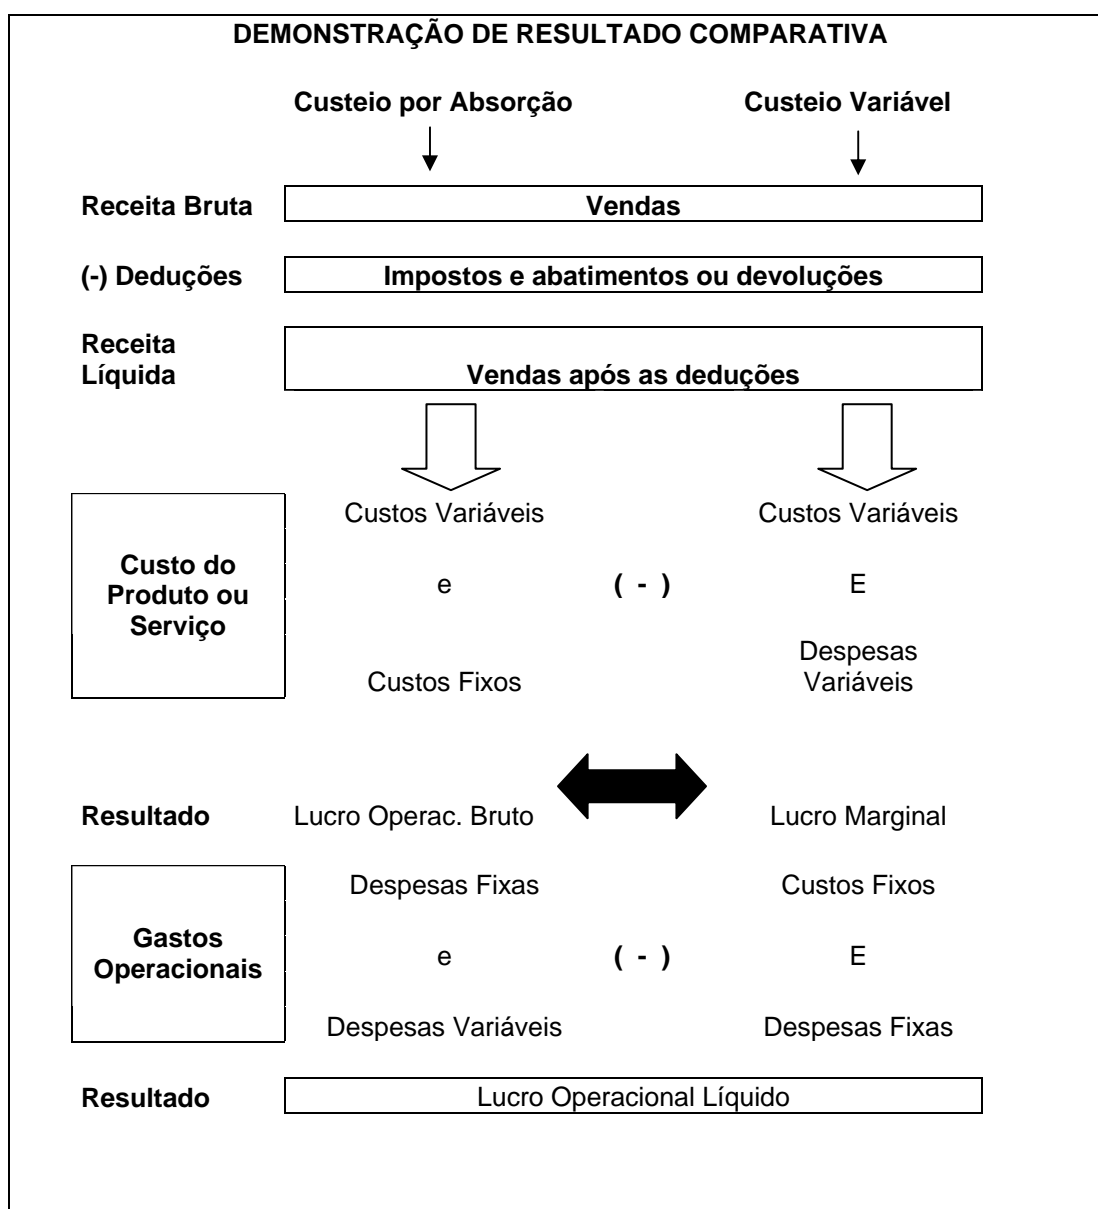 DEMONSTRAÇÃO DE RESULTADO COMPARATIVA
Custeio por Absorção Custeio Variável
Receita Bruta Vendas
(-) Deduções Impostos e abatimentos ou devoluções
Receita
Líquida Vendas após as deduções
Custos Variáveis Custos Variáveis
Custo do
Produto ou
Serviço
e ( - ) E
Despesas
Custos Fixos Variáveis
Resultado Lucro Operac. Bruto Lucro Marginal
Despesas Fixas Custos Fixos
Gastos
Operacionais
e ( - ) E
Despesas Variáveis Despesas Fixas
Resultado Lucro Operacional Líquido